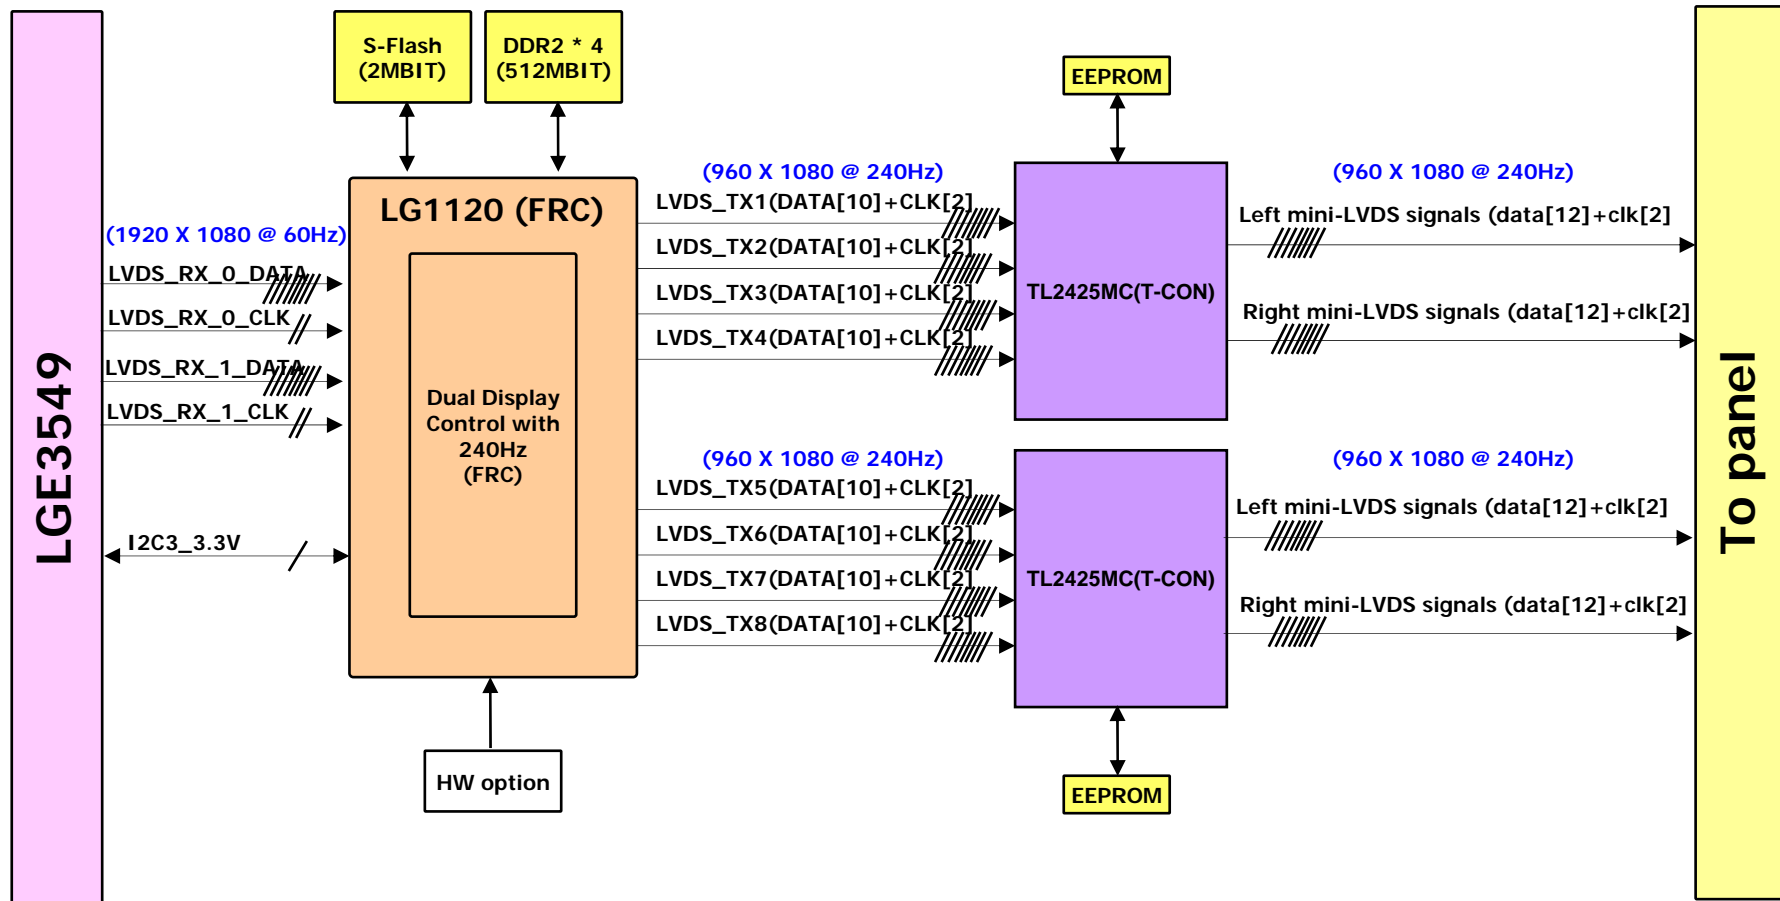 LGE3549
S-Flash
(2MBIT)
DDR2 * 4
(512MBIT)
(1920 X 1080 @ 60Hz)
LVDS_RX_0_DATA
LVDS_RX_0_CLK
LVDS_RX_1_DATA
LVDS_RX_1_CLK
I2C3_3.3V
LG1120 (FRC)
Dual Display
Control with
240Hz
(FRC)
HW option
(960 X 1080 @ 240Hz)
LVDS_TX1(DATA[10]+CLK[2]
LVDS_TX2(DATA[10]+CLK[2]
LVDS_TX3(DATA[10]+CLK[2]
LVDS_TX4(DATA[10]+CLK[2]
(960 X 1080 @ 240Hz)
LVDS_TX5(DATA[10]+CLK[2]
LVDS_TX6(DATA[10]+CLK[2]
LVDS_TX7(DATA[10]+CLK[2]
LVDS_TX8(DATA[10]+CLK[2]
EEPROM
TL2425MC(T-CON)
TL2425MC(T-CON)
EEPROM
(960 X 1080 @ 240Hz)
Left mini-LVDS signals (data[12]+clk[2]
Right mini-LVDS signals (data[12]+clk[2]
(960 X 1080 @ 240Hz)
Left mini-LVDS signals (data[12]+clk[2]
Right mini-LVDS signals (data[12]+clk[2]
To panel